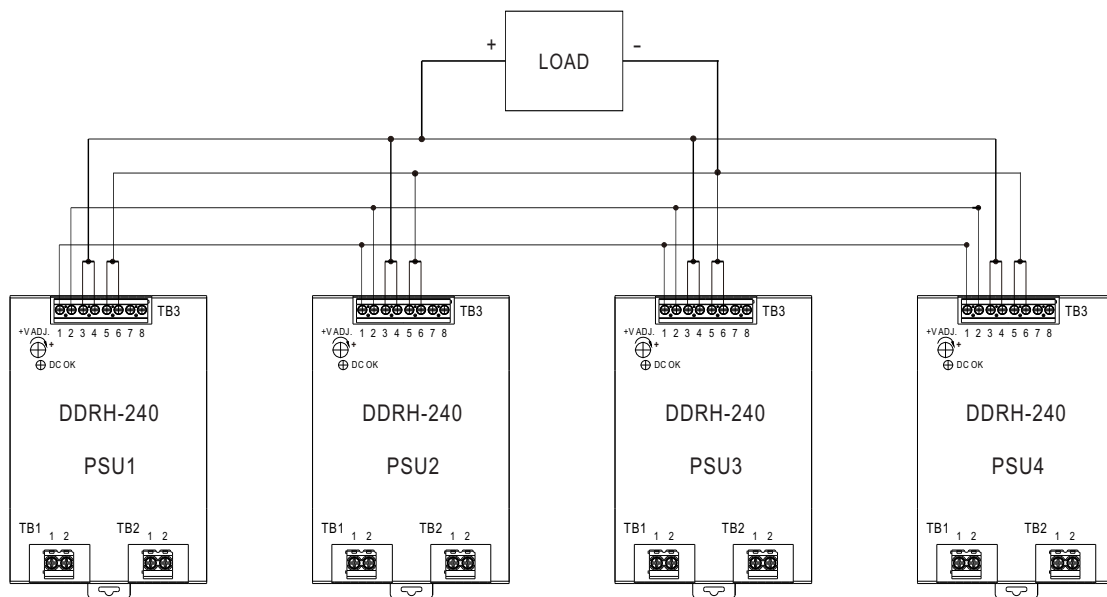 + LOAD -
TB3 TB3 TB3 TB3
1 2 3 4 5 6 7 8 1 2 3 4 5 6 7 8 1 2 3 4 5 6 7 8 1 2 3 4 5 6 7 8
+V ADJ. +V ADJ. +V ADJ. +V ADJ.
+ + + +
DC OK DC OK DC OK DC OK
DDRH-240 DDRH-240 DDRH-240 DDRH-240
PSU1 PSU2 PSU3 PSU4
TB1 1 2 TB2 1 2 TB1 1 2 TB2 1 2 TB1 1 2 TB2 1 2 TB1 1 2 TB2 1 2